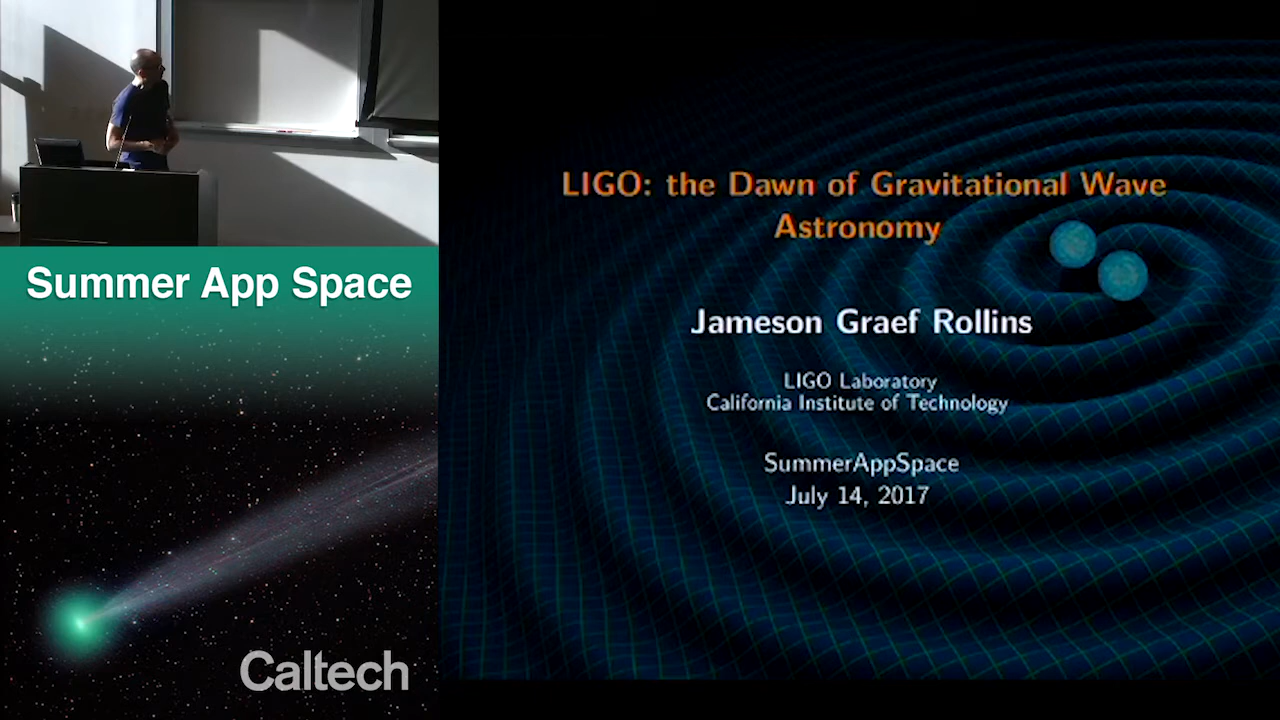 Summer App Space
Caltech
LIGO: the Dawn of Gravitational Wave
Astronomy
Jameson Graef Rollins
LIGO Laboratory
California Institute of Technology
SummerAppSpace
July 14, 2017